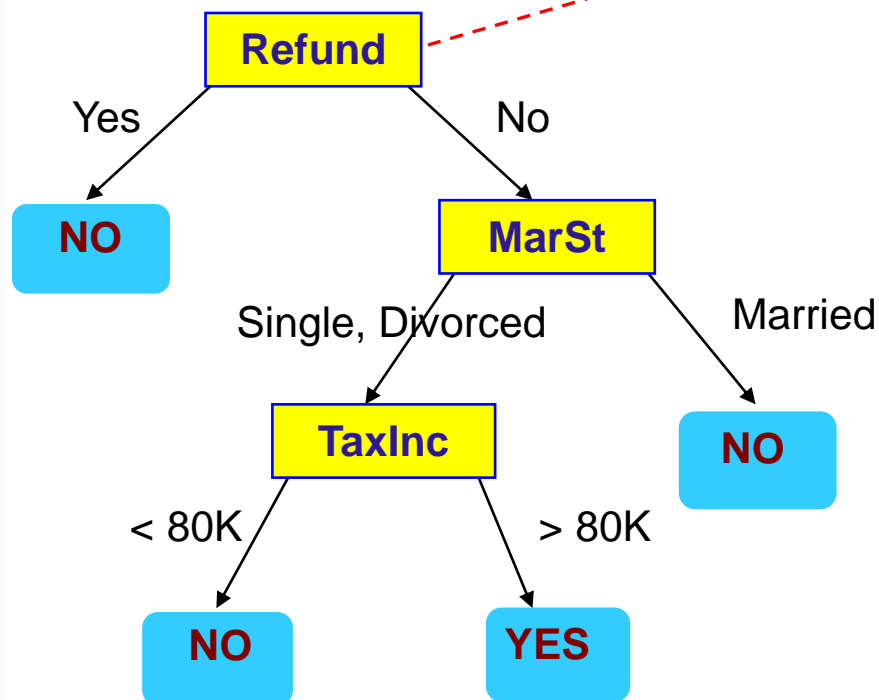 Refund
Yes
No
NO
MarSt
Single, Divorced
Married
TaxInc
NO
< 80K
> 80K
NO
YES